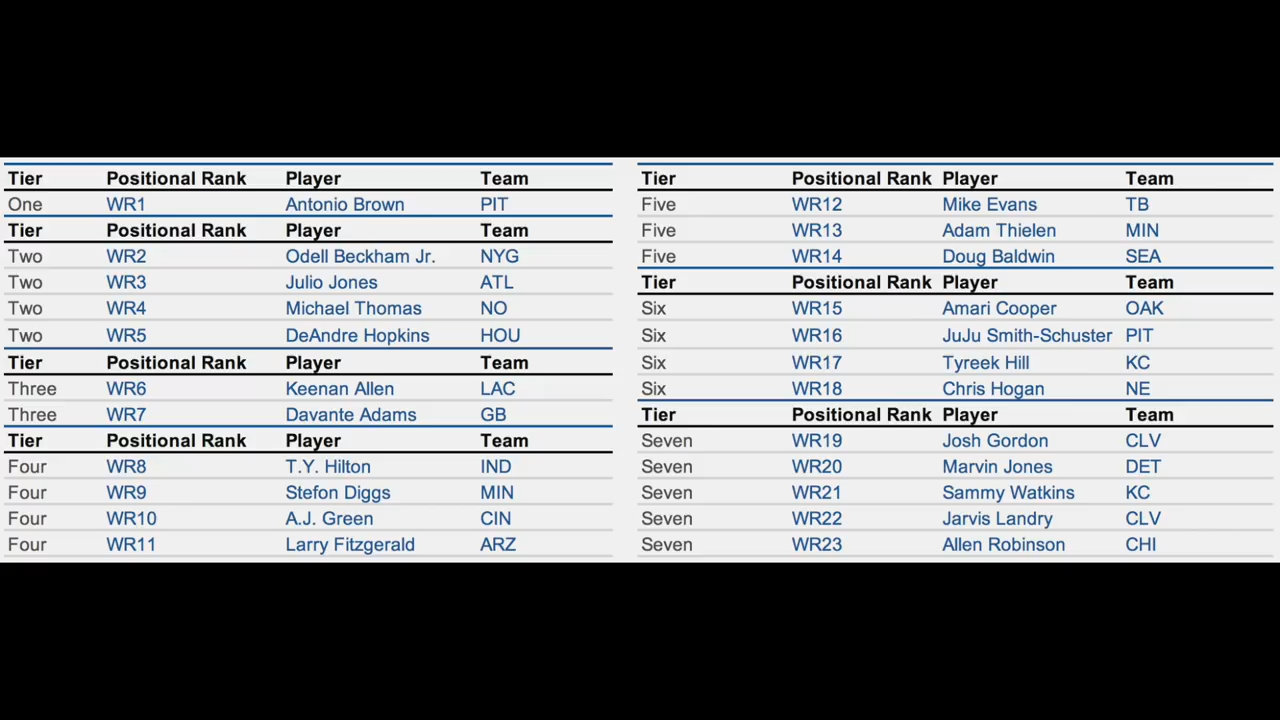 Tier Positional Rank Player Team
One WR1 Antonio Brown PIT
Tier Positional Rank Player Team
Two WR2 Odell Beckham Jr. NYG
Two WR3 Julio Jones ATL
Two WR4 Michael Thomas NO
Two WR5 DeAndre Hopkins HOU
Tier Positional Rank Player Team
Three WR6 Keenan Allen LAC
Three WR7 Davante Adams GB
Tier Positional Rank Player Team
Four WR8 T.Y. Hilton IND
Four WR9 Stefon Diggs MIN
Four WR10 A.J. Green CIN
Four WR11 Larry Fitzgerald ARZ
Tier Positional Rank Player Team
Five WR12 Mike Evans TB
Five WR13 Adam Thielen MIN
Five WR14 Doug Baldwin SEA
Tier Positional Rank Player Team
Six WR15 Amari Cooper OAK
Six WR16 JuJu Smith-Schuster PIT
Six WR17 Tyreek Hill KC
Six WR18 Chris Hogan NE
Tier Positional Rank Player Team
Seven WR19 Josh Gordon CLV
Seven WR20 Marvin Jones DET
Seven WR21 Sammy Watkins KC
Seven WR22 Jarvis Landry CLV
Seven WR23 Allen Robinson CHI